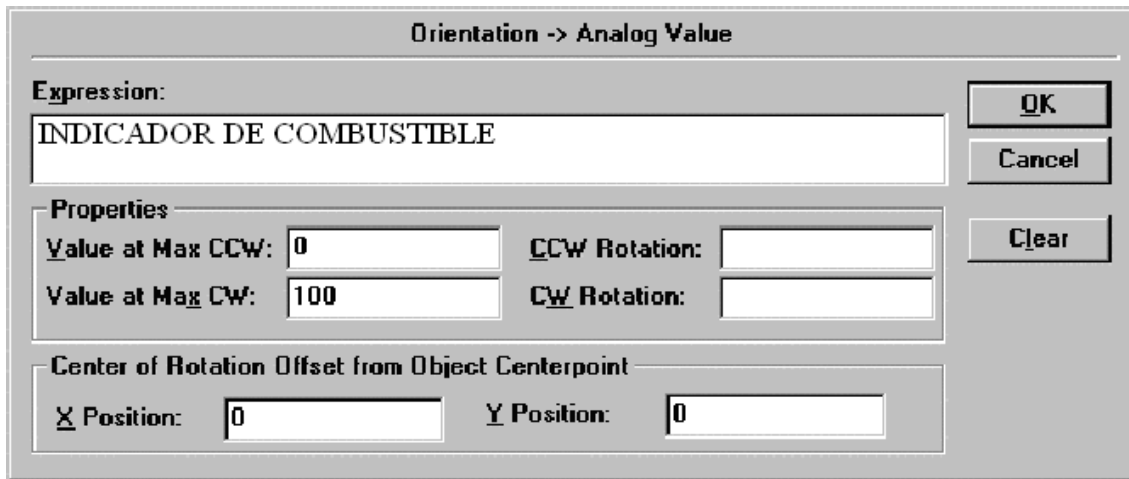 Orientation -> Analog Value
Expression:
INDICADOR DE COMBUSTIBLE
OK
Cancel
Clear
Properties
Value at Max CCW: 0 CCW Rotation:
Value at Max CW: 100 CW Rotation:
Center of Rotation Offset from Object Centerpoint
X Position: 0 Y Position: 0